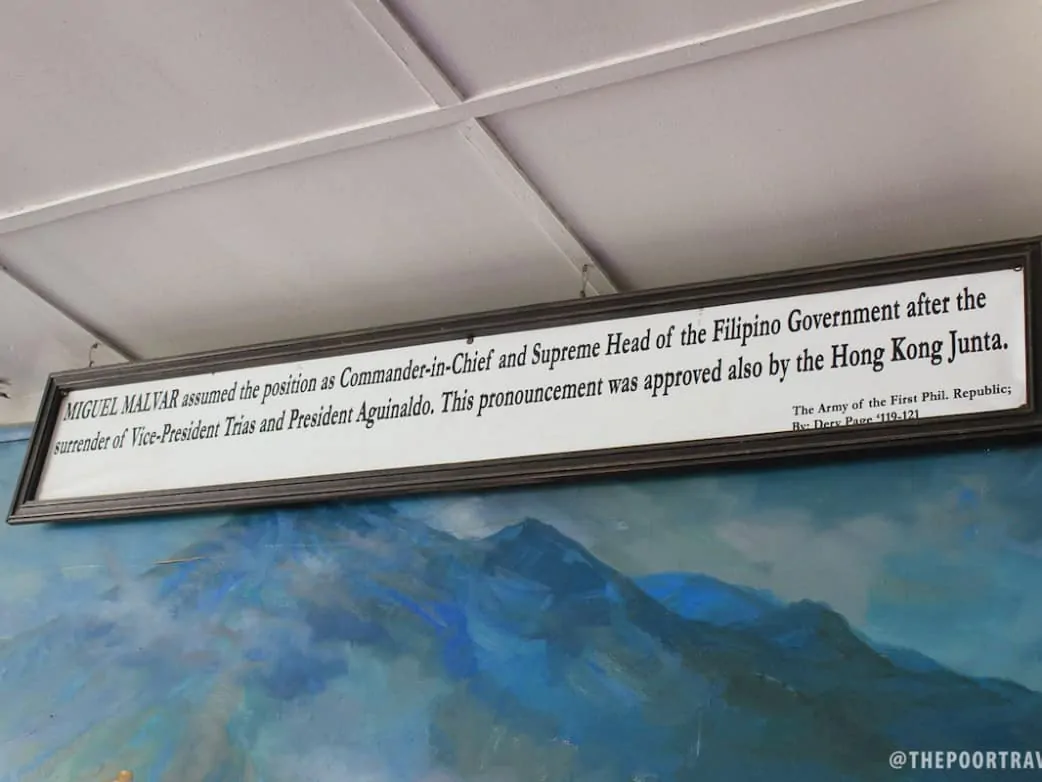 MIGUEL MALVAR assumed the position as Commander-in-Chief and Supreme Head of the Filipino Government after the
surrender of Vice-President Trias and President Aguinaldo. This pronouncement was approved also by the Hong Kong Junta.
The Army of the First Phil. Republic;
By: Dery Page '119-121
@THEPOORTRAV